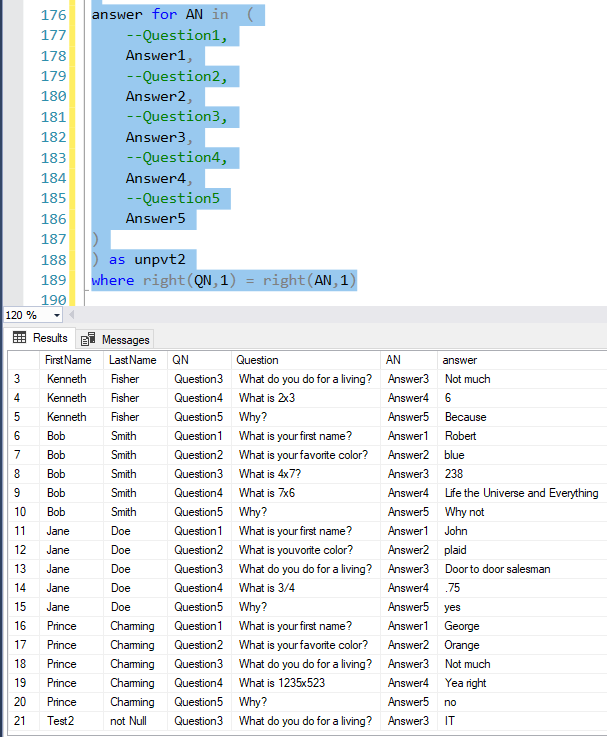 176 answer for AN in (
177 --Question1,
178 Answer1,
179 --Question2,
180 Answer2,
181 --Question3,
182 Answer3,
183 --Question4,
184 Answer4,
185 --Question5
186 Answer5
187 )
188 ) as unpvt2
189 where right(QN,1) = right(AN,1)
190
120 %
Results Messages
FirstName LastName QN Question AN answer
3 Kenneth Fisher Question3 What do you do for a living? Answer3 Not much
4 Kenneth Fisher Question4 What is 2x3 Answer4 6
5 Kenneth Fisher Question5 Why? Answer5 Because
6 Bob Smith Question1 What is your first name? Answer1 Robert
7 Bob Smith Question2 What is your favorite color? Answer2 blue
8 Bob Smith Question3 What is 4x7? Answer3 238
9 Bob Smith Question4 What is 7x6 Answer4 Life the Universe and Everything
10 Bob Smith Question5 Why? Answer5 Why not
11 Jane Doe Question1 What is your first name? Answer1 John
12 Jane Doe Question2 What is youvorite color? Answer2 plaid
13 Jane Doe Question3 What do you do for a living? Answer3 Door to door salesman
14 Jane Doe Question4 What is 3/4 Answer4 .75
15 Jane Doe Question5 Why? Answer5 yes
16 Prince Charming Question1 What is your first name? Answer1 George
17 Prince Charming Question2 What is your favorite color? Answer2 Orange
18 Prince Charming Question3 What do you do for a living? Answer3 Not much
19 Prince Charming Question4 What is 1235x523 Answer4 Yea right
20 Prince Charming Question5 Why? Answer5 no
21 Test2 not Null Question3 What do you do for a living? Answer3 IT